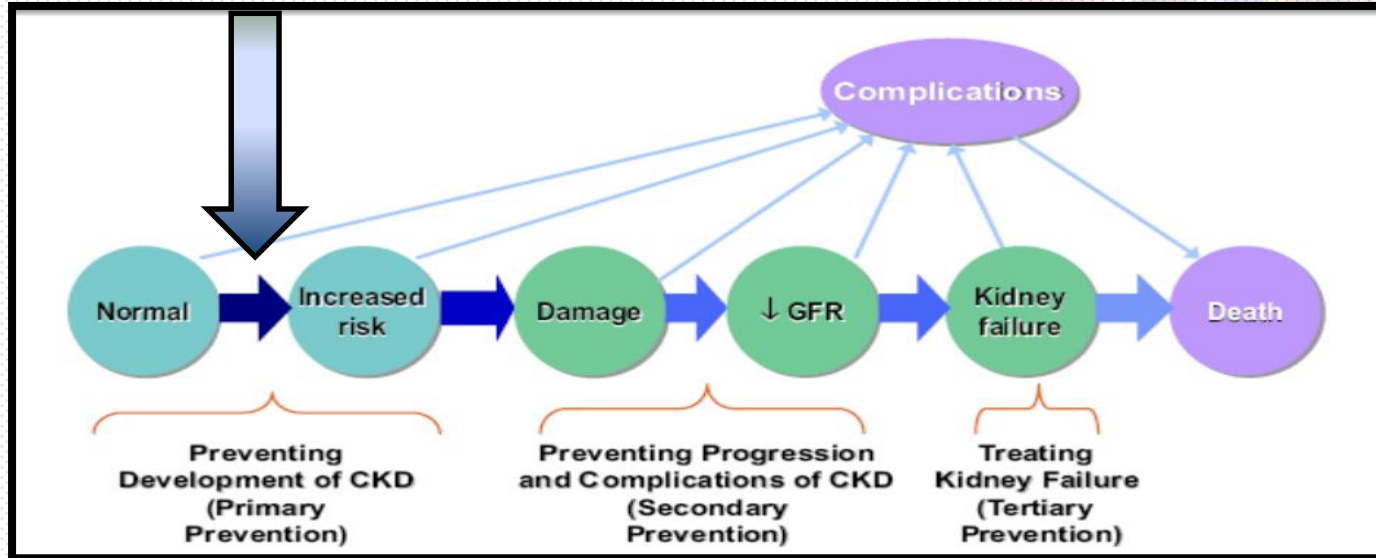 Complications
Normal
Increased
risk
Damage
↓ GFR
Kidney
failure
Death
Preventing
Development of CKD
(Primary
Prevention)
Preventing Progression
and Complications of CKD
(Secondary
Prevention)
Treating
Kidney Failure
(Tertiary
Prevention)